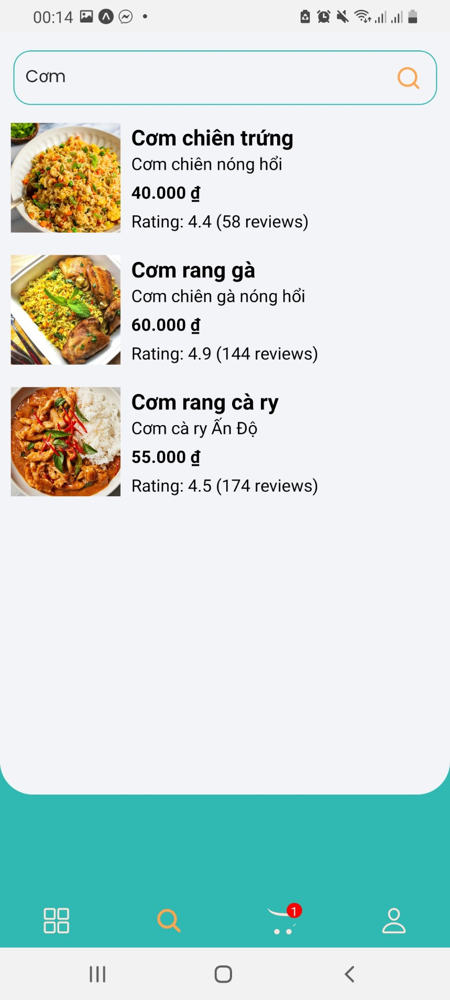 00:14
Cơm
Cơm chiên trứng
Cơm chiên nóng hổi
40.000 ₫
Rating: 4.4 (58 reviews)
Cơm rang gà
Cơm chiên gà nóng hổi
60.000 ₫
Rating: 4.9 (144 reviews)
Cơm rang cà ry
Cơm cà ry Ấn Độ
55.000 ₫
Rating: 4.5 (174 reviews)
1